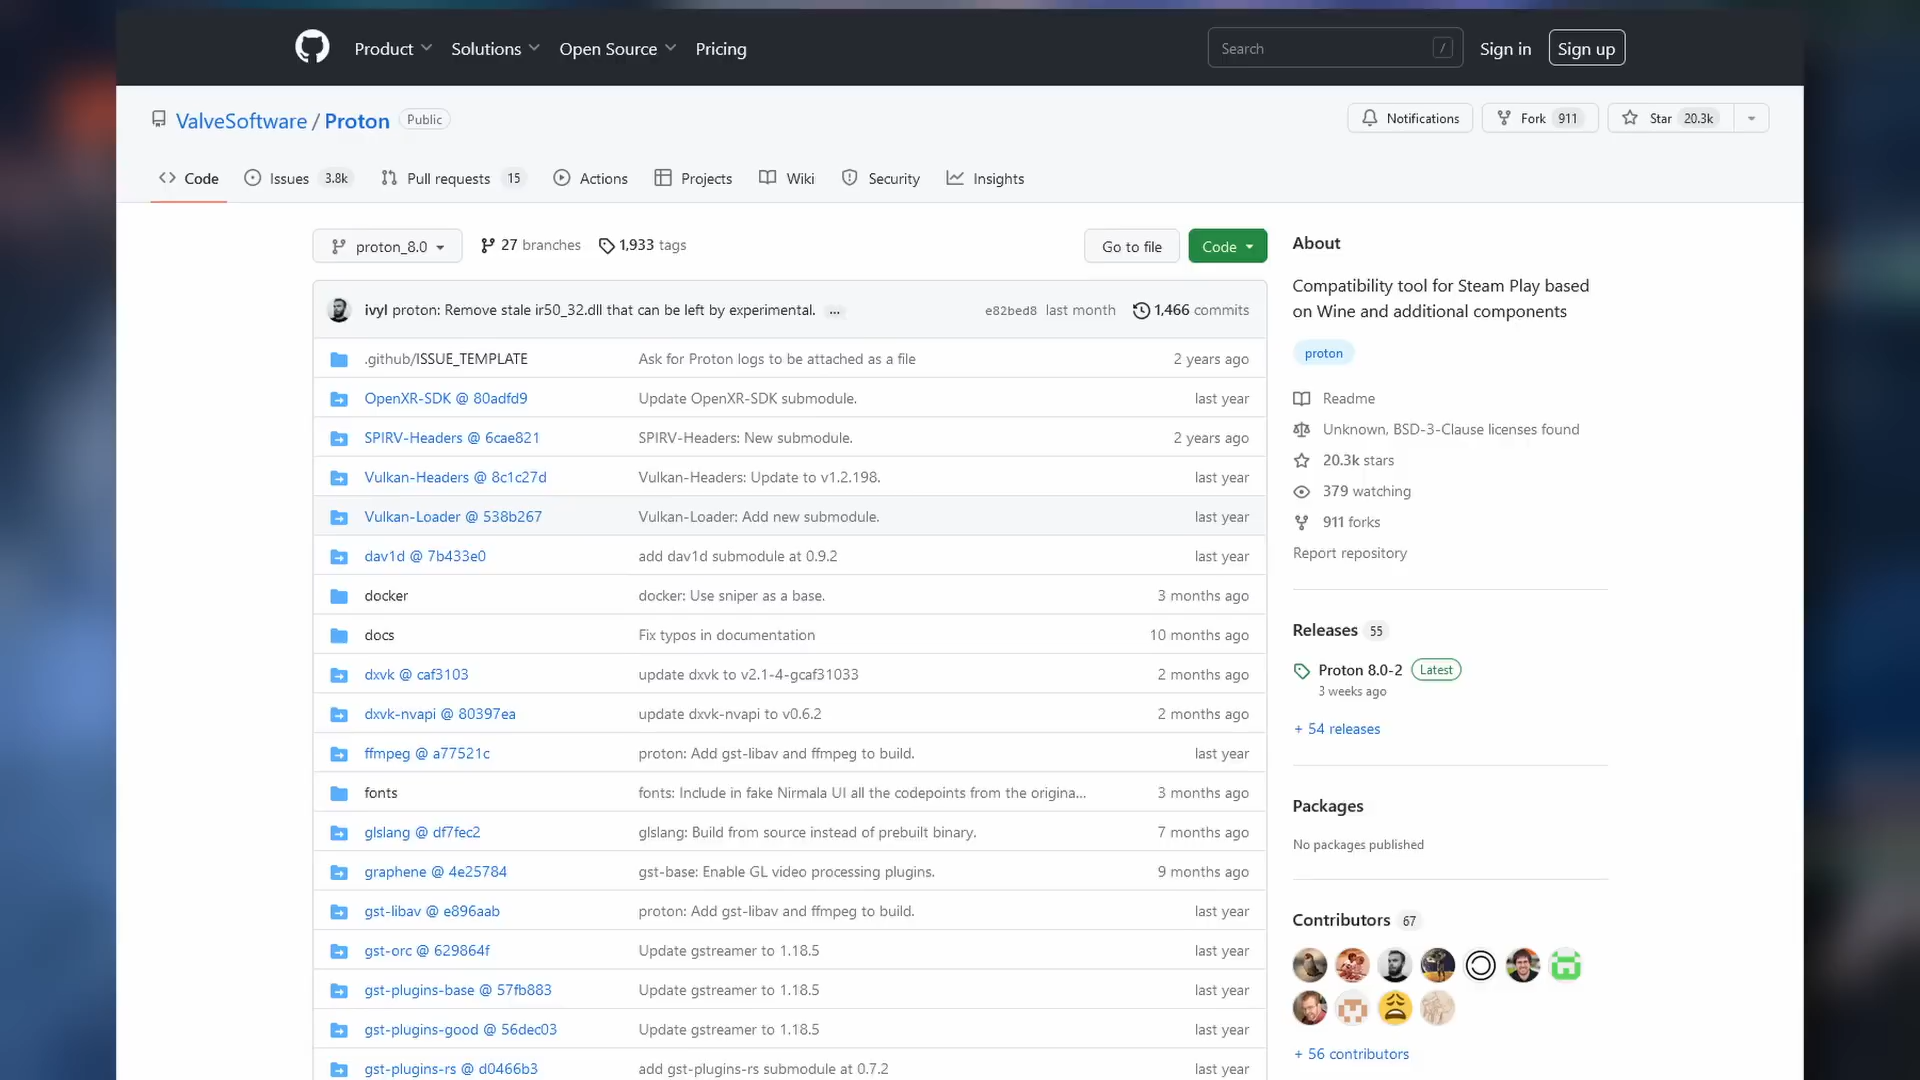 Product Solutions Open Source Pricing Search / Sign in Sign up
ValveSoftware / Proton Public Notifications Fork 911 Star 20.3k
Code Issues 3.8k Pull requests 15 Actions Projects Wiki Security Insights
proton_8.0 27 branches 1,933 tags Go to file Code
ivyl proton: Remove stale ir50_32.dll that can be left by experimental. ... e82bed8 last month 1,466 commits
.github/ISSUE_TEMPLATE Ask for Proton logs to be attached as a file 2 years ago
OpenXR-SDK @ 80adfd9 Update OpenXR-SDK submodule. last year
SPIRV-Headers @ 6cae821 SPIRV-Headers: New submodule. 2 years ago
Vulkan-Headers @ 8c1c27d Vulkan-Headers: Update to v1.2.198. last year
Vulkan-Loader @ 538b267 Vulkan-Loader: Add new submodule. last year
dav1d @ 7b433e0 add dav1d submodule at 0.9.2 last year
docker docker: Use sniper as a base. 3 months ago
docs Fix typos in documentation 10 months ago
dxvk @ caf3103 update dxvk to v2.1-4-gcaf31033 2 months ago
dxvk-nvapi @ 80397ea update dxvk-nvapi to v0.6.2 2 months ago
ffmpeg @ a77521c proton: Add gst-libav and ffmpeg to build. last year
fonts fonts: Include in fake Nirmala UI all the codepoints from the origina... 3 months ago
glslang @ df7fec2 glslang: Build from source instead of prebuilt binary. 7 months ago
graphene @ 4e25784 gst-base: Enable GL video processing plugins. 9 months ago
gst-libav @ e896aab proton: Add gst-libav and ffmpeg to build. last year
gst-orc @ 629864f Update gstreamer to 1.18.5 last year
gst-plugins-base @ 57fb883 Update gstreamer to 1.18.5 last year
gst-plugins-good @ 56dec03 Update gstreamer to 1.18.5 last year
gst-plugins-rs @ d0466b3 add gst-plugins-rs submodule at 0.7.2 last year
About
Compatibility tool for Steam Play based
on Wine and additional components
proton
Readme
Unknown, BSD-3-Clause licenses found
20.3k stars
379 watching
911 forks
Report repository
Releases 55
Proton 8.0-2 Latest
3 weeks ago
+ 54 releases
Packages
No packages published
Contributors 67
+ 56 contributors